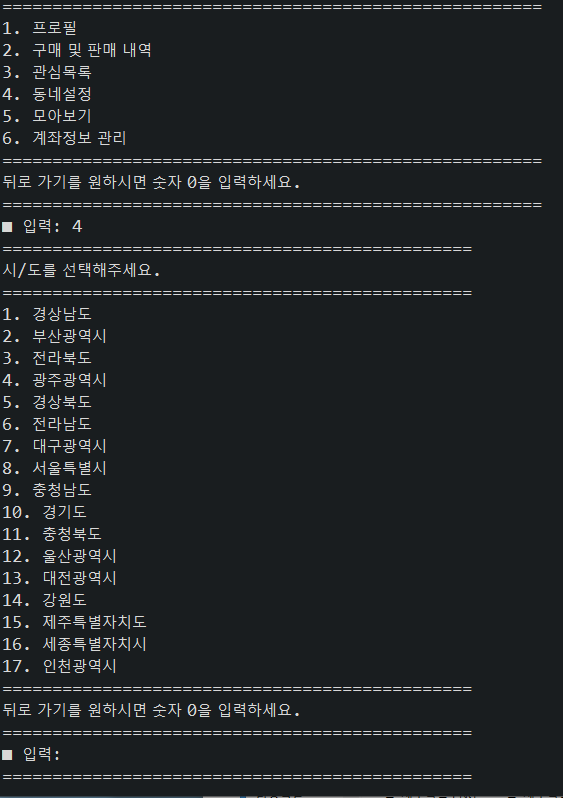 ======================================================
1. 프로필
2. 구매 및 판매 내역
3. 관심목록
4. 동네설정
5. 모아보기
6. 계좌정보 관리
======================================================
뒤로 가기를 원하시면 숫자 0을 입력하세요.
======================================================
■ 입력: 4
===============================================
시/도를 선택해주세요.
===============================================
1. 경상남도
2. 부산광역시
3. 전라북도
4. 광주광역시
5. 경상북도
6. 전라남도
7. 대구광역시
8. 서울특별시
9. 충청남도
10. 경기도
11. 충청북도
12. 울산광역시
13. 대전광역시
14. 강원도
15. 제주특별자치도
16. 세종특별자치시
17. 인천광역시
===============================================
뒤로 가기를 원하시면 숫자 0을 입력하세요.
===============================================
■ 입력:
===============================================